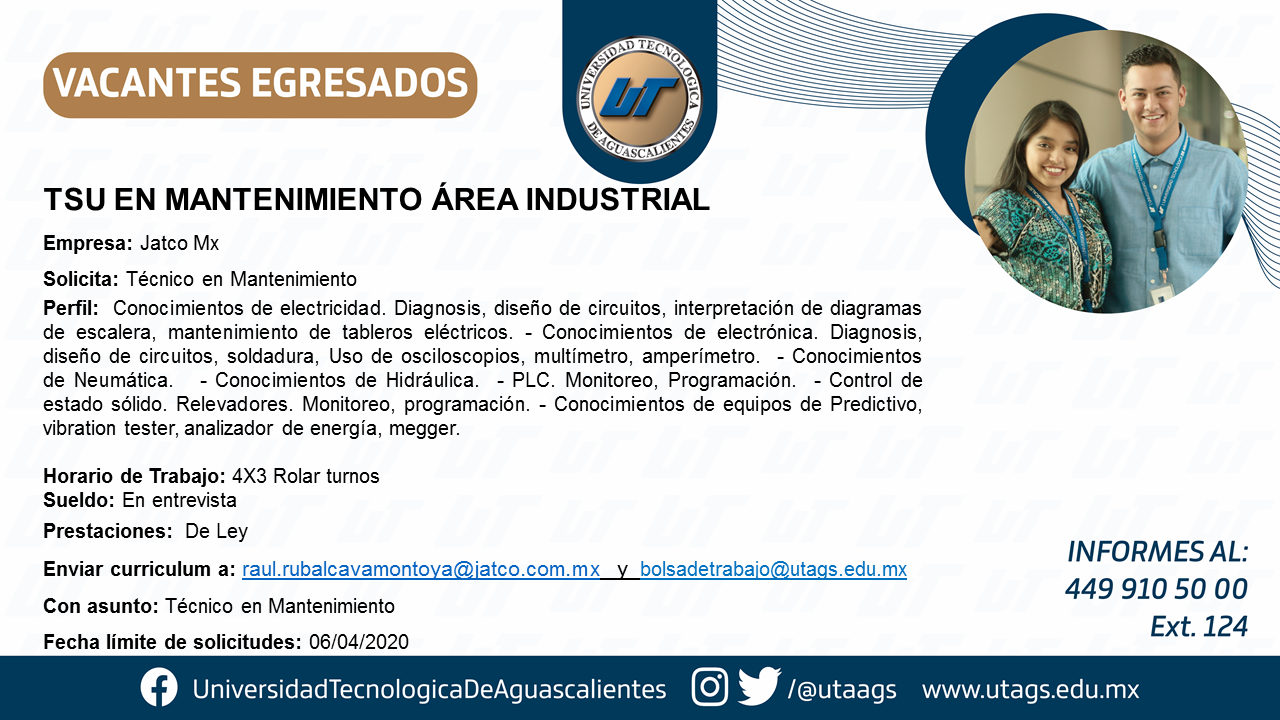 VACANTES EGRESADOS
UNIVERSIDAD TECNOLOGICA
UT
DE AGUASCALIENTES
TSU EN MANTENIMIENTO ÁREA INDUSTRIAL
Empresa: Jatco Mx
Solicita: Técnico en Mantenimiento
Perfil: Conocimientos de electricidad. Diagnosis, diseño de circuitos, interpretación de diagramas
de escalera, mantenimiento de tableros eléctricos. - Conocimientos de electrónica. Diagnosis,
diseño de circuitos, soldadura, Uso de osciloscopios, multímetro, amperímetro. - Conocimientos
de Neumática. - Conocimientos de Hidráulica. - PLC. Monitoreo, Programación. - Control de
estado sólido. Relevadores. Monitoreo, programación. - Conocimientos de equipos de Predictivo,
vibration tester, analizador de energía, megger.
Horario de Trabajo: 4X3 Rolar turnos
Sueldo: En entrevista
Prestaciones: De Ley
Enviar curriculum a: raul.rubalcavamontoya@jatco.com.mx y bolsadetrabajo@utags.edu.mx
Con asunto: Técnico en Mantenimiento
Fecha límite de solicitudes: 06/04/2020
INFORMES AL:
449 910 50 00
Ext. 124
UniversidadTecnologicaDeAguascalientes /@utaags www.utags.edu.mx